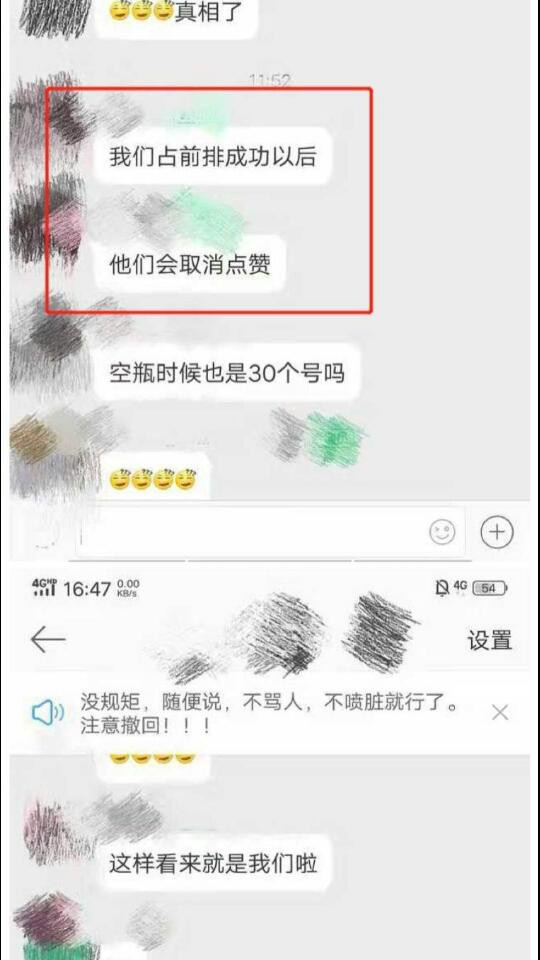 真相了
11:52
我们占前排成功以后
他们会取消点赞
空瓶时候也是30个号吗
4GHD 16:47 0.00 KB/s 4G 54
设置
没规矩，随便说，不骂人，不喷脏就行了。
注意撤回！！！
这样看来就是我们啦